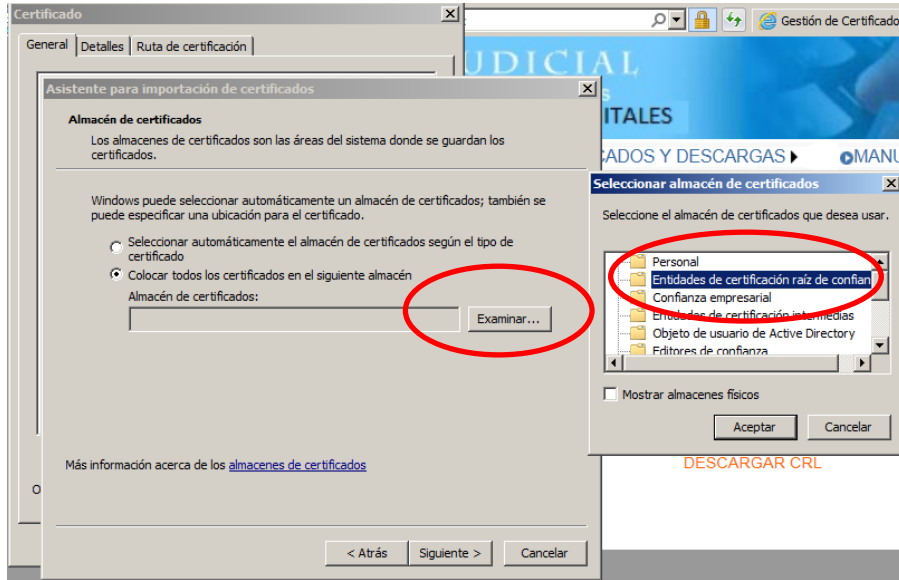 Certificado
Gestión de Certificado
General
Detalles
Ruta de certificación
JUDICIAL
ITALES
Asistente para importación de certificados
Almacén de certificados
Los almacenes de certificados son las áreas del sistema donde se guardan los
certificados.
Windows puede seleccionar automáticamente un almacén de certificados; también se
puede especificar una ubicación para el certificado.
Seleccionar automáticamente el almacén de certificados según el tipo de
certificado
Colocar todos los certificados en el siguiente almacén
Almacén de certificados:
Examinar...
Más información acerca de los almacenes de certificados
< Atrás
Siguiente >
Cancelar
CADOS Y DESCARGAS
MANU
Seleccionar almacén de certificados
Seleccione el almacén de certificados que desea usar.
Personal
Entidades de certificación raíz de confian
Confianza empresarial
Entidades de certificación intermedias
Objeto de usuario de Active Directory
Editores de confianza
Mostrar almacenes físicos
Aceptar
Cancelar
DESCARGAR CRL